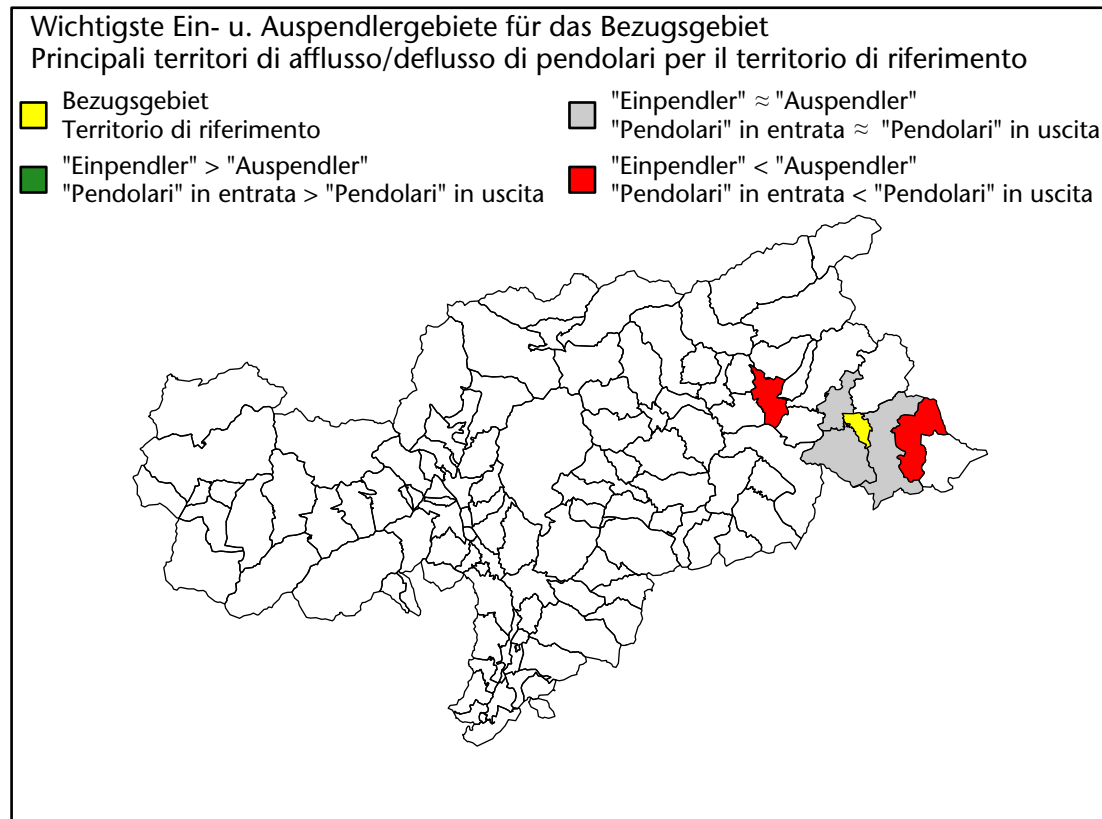 Wichtigste Ein- u. Auspendlergebiete für das Bezugsgebiet
Principali territori di afflusso/deflusso di pendolari per il territorio di riferimento
Bezugsgebiet
Territorio di riferimento
"Einpendler" > "Auspendler"
"Pendolari" in entrata > "Pendolari" in uscita
"Einpendler" ≈ "Auspendler"
"Pendolari" in entrata ≈ "Pendolari" in uscita
"Einpendler" < "Auspendler"
"Pendolari" in entrata < "Pendolari" in uscita